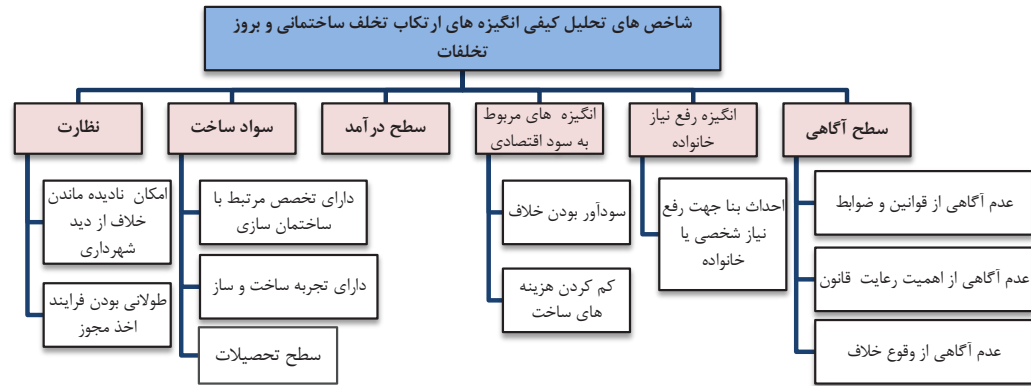 شاخص های تحلیل کیفی انگیزه های ارتکاب تخلف ساختمانی و بروز
تخلفات
سطح آگاهی
عدم آگاهی از قوانین و ضوابط
عدم آگاهی از اهمیت رعایت قانون
عدم آگاهی از وقوع خلاف
انگیزه رفع نیاز
خانواده
احداث بنا جهت رفع
نیاز شخصی یا
خانواده
انگیزه های مربوط
به سود اقتصادی
سودآور بودن خلاف
کم کردن هزینه
های ساخت
سطح درآمد
سواد ساخت
دارای تخصص مرتبط با
ساختمان سازی
دارای تجربه ساخت و ساز
سطح تحصیلات
نظارت
امکان نادیده ماندن
خلاف از دید
شهرداری
طولانی بودن فرایند
اخذ مجوز